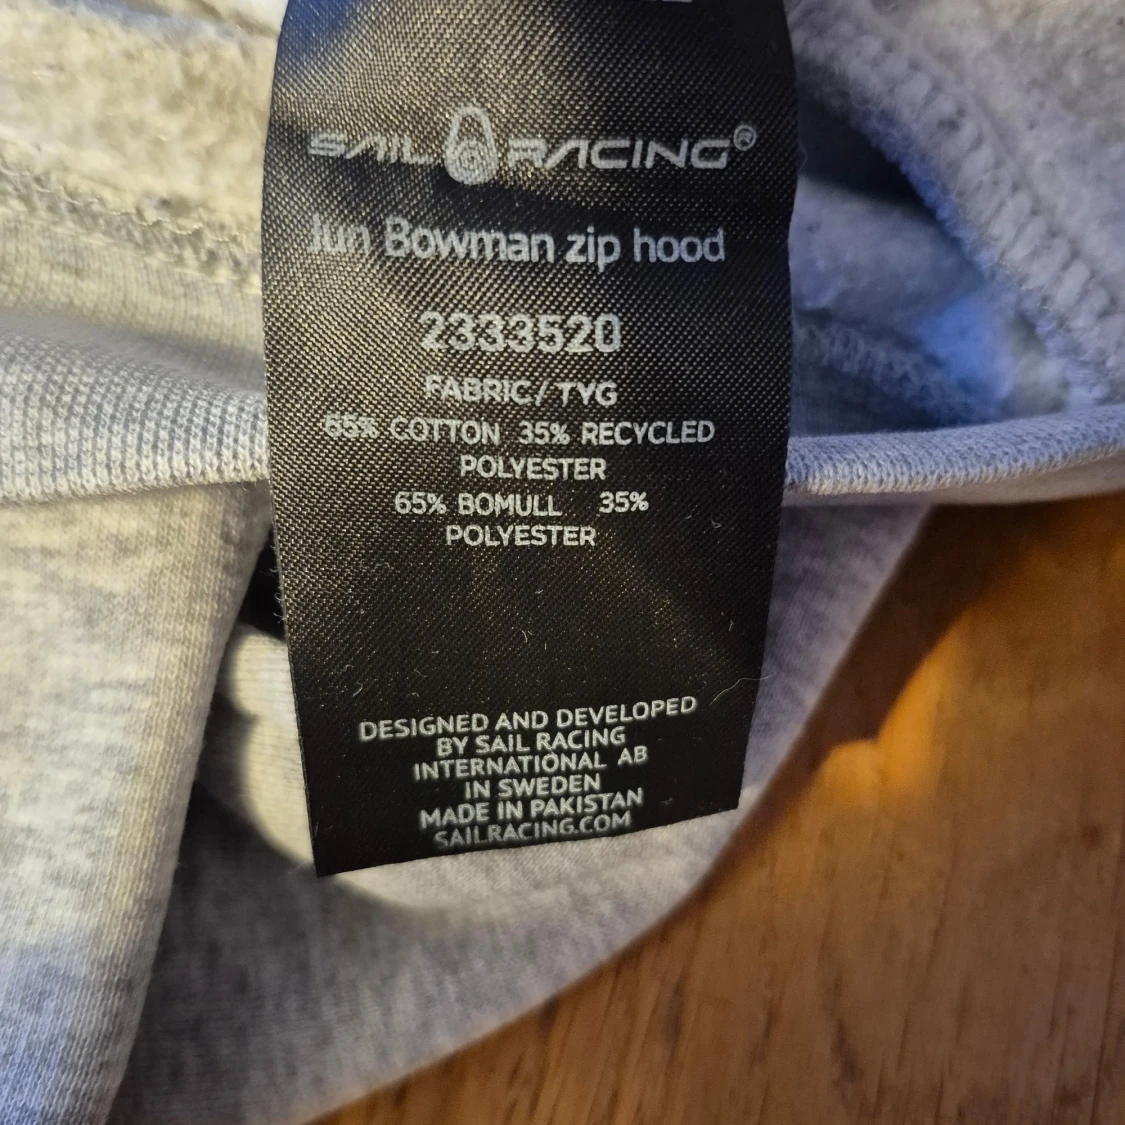 SAIL RACING®
Jun Bowman zip hood
2333520
FABRIC/TYG
65% COTTON 35% RECYCLED
POLYESTER
65% BOMULL 35%
POLYESTER
DESIGNED AND DEVELOPED
BY SAIL RACING
INTERNATIONAL AB
IN SWEDEN
MADE IN PAKISTAN
SAILRACING.COM